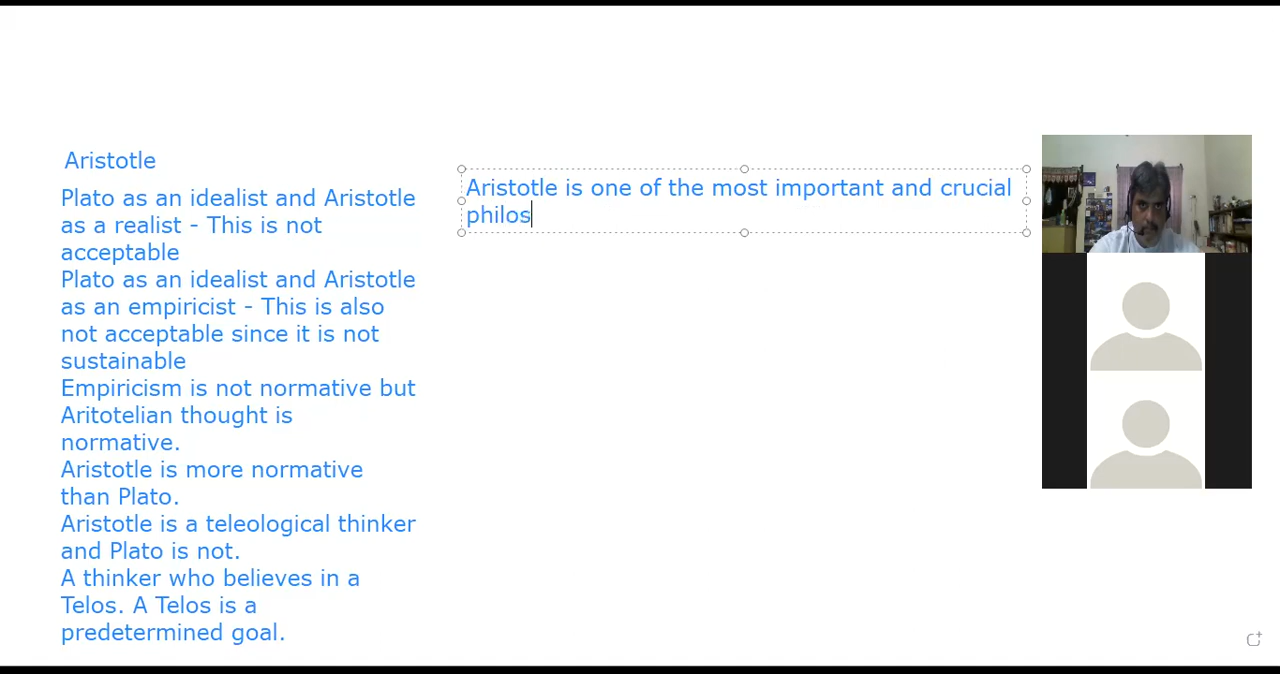 Aristotle
Plato as an idealist and Aristotle
as a realist - This is not
acceptable
Plato as an idealist and Aristotle
as an empiricist - This is also
not acceptable since it is not
sustainable
Empiricism is not normative but
Aritotelian thought is
normative.
Aristotle is more normative
than Plato.
Aristotle is a teleological thinker
and Plato is not.
A thinker who believes in a
Telos. A Telos is a
predetermined goal.
Aristotle is one of the most important and crucial
philos